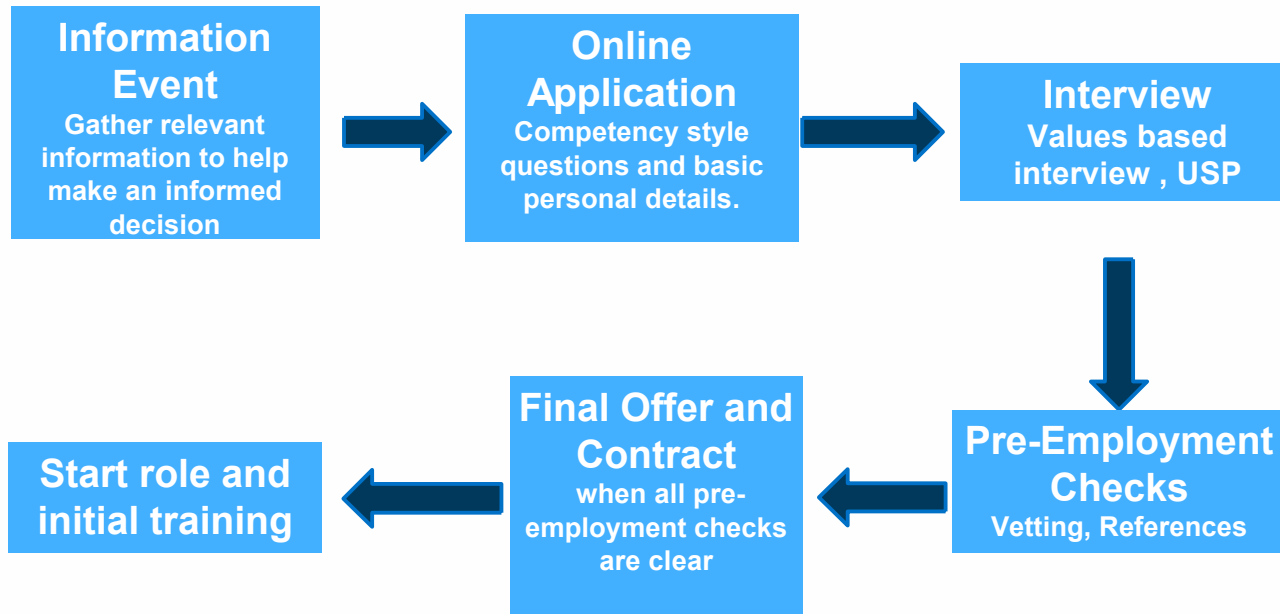 Information
Event
Gather relevant
information to help
make an informed
decision
Online
Application
Competency style
questions and basic
personal details.
Interview
Values based
interview , USP
Pre-Employment
Checks
Vetting, References
Final Offer and
Contract
when all pre-
employment checks
are clear
Start role and
initial training